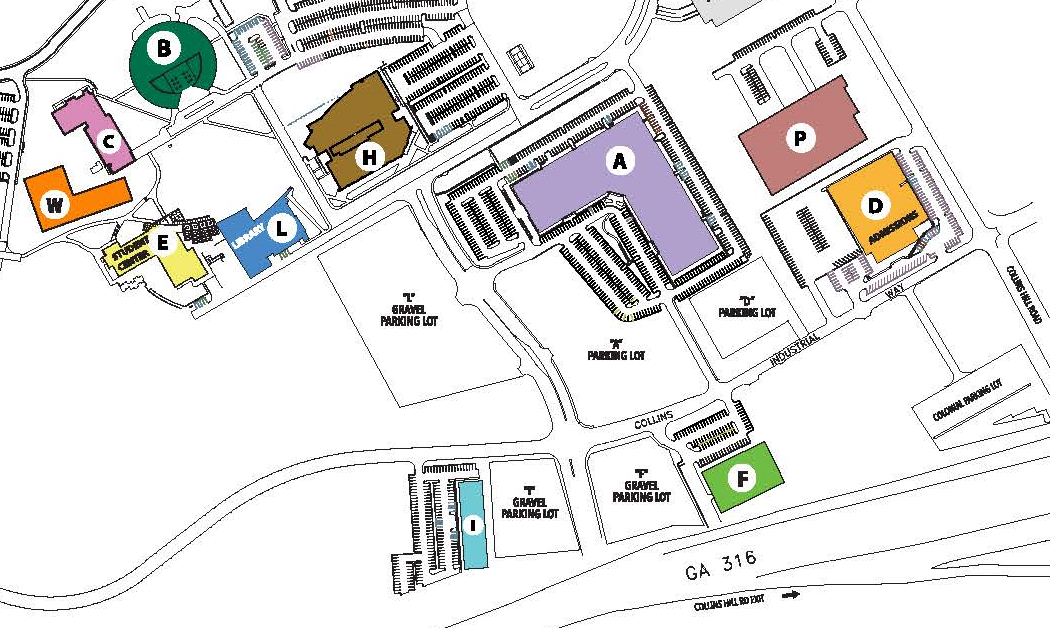 B
C
H
A
P
W
D
ADMISSIONS
E
STUDENT
CENTER
LIBRARY
L
"L"
GRAVEL
PARKING LOT
"D"
PARKING LOT
WAY
COLLINS HILL ROAD
INDUSTRIAL
"A"
PARKING LOT
COLONIAL PARKING LOT
COLLINS
F
"F"
GRAVEL
PARKING LOT
"I"
GRAVEL
PARKING LOT
I
GA 316
COLLINS HILL RD EXIT